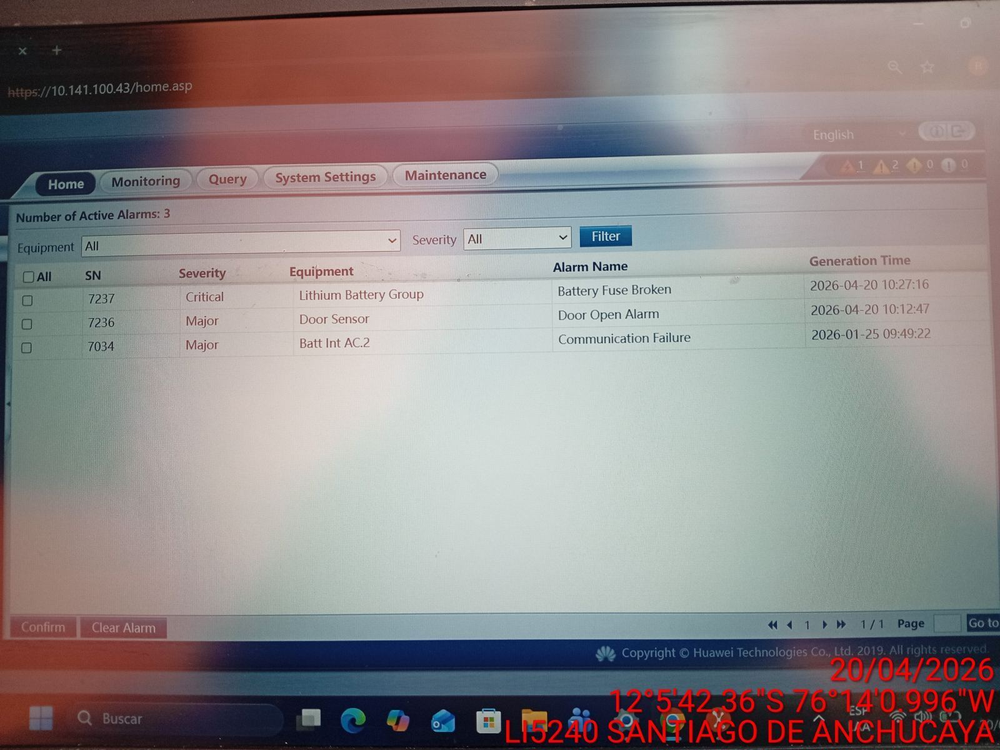 https://10.141.100.43/home.asp
English
1 2 0 0
Home Monitoring Query System Settings Maintenance
Number of Active Alarms: 3
Equipment All Severity All Filter
All SN Severity Equipment Alarm Name Generation Time
7237 Critical Lithium Battery Group Battery Fuse Broken 2026-04-20 10:27:16
7236 Major Door Sensor Door Open Alarm 2026-04-20 10:12:47
7034 Major Batt Int AC.2 Communication Failure 2026-01-25 09:49:22
Confirm Clear Alarm 1 1 / 1 Page Go to
Copyright © Huawei Technologies Co., Ltd. 2019. All rights reserved.
20/04/2026
12°5'42.36"S 76°14'0.996"W
Buscar ESP
LI5240 SANTIAGO DE ANCHUCAYA